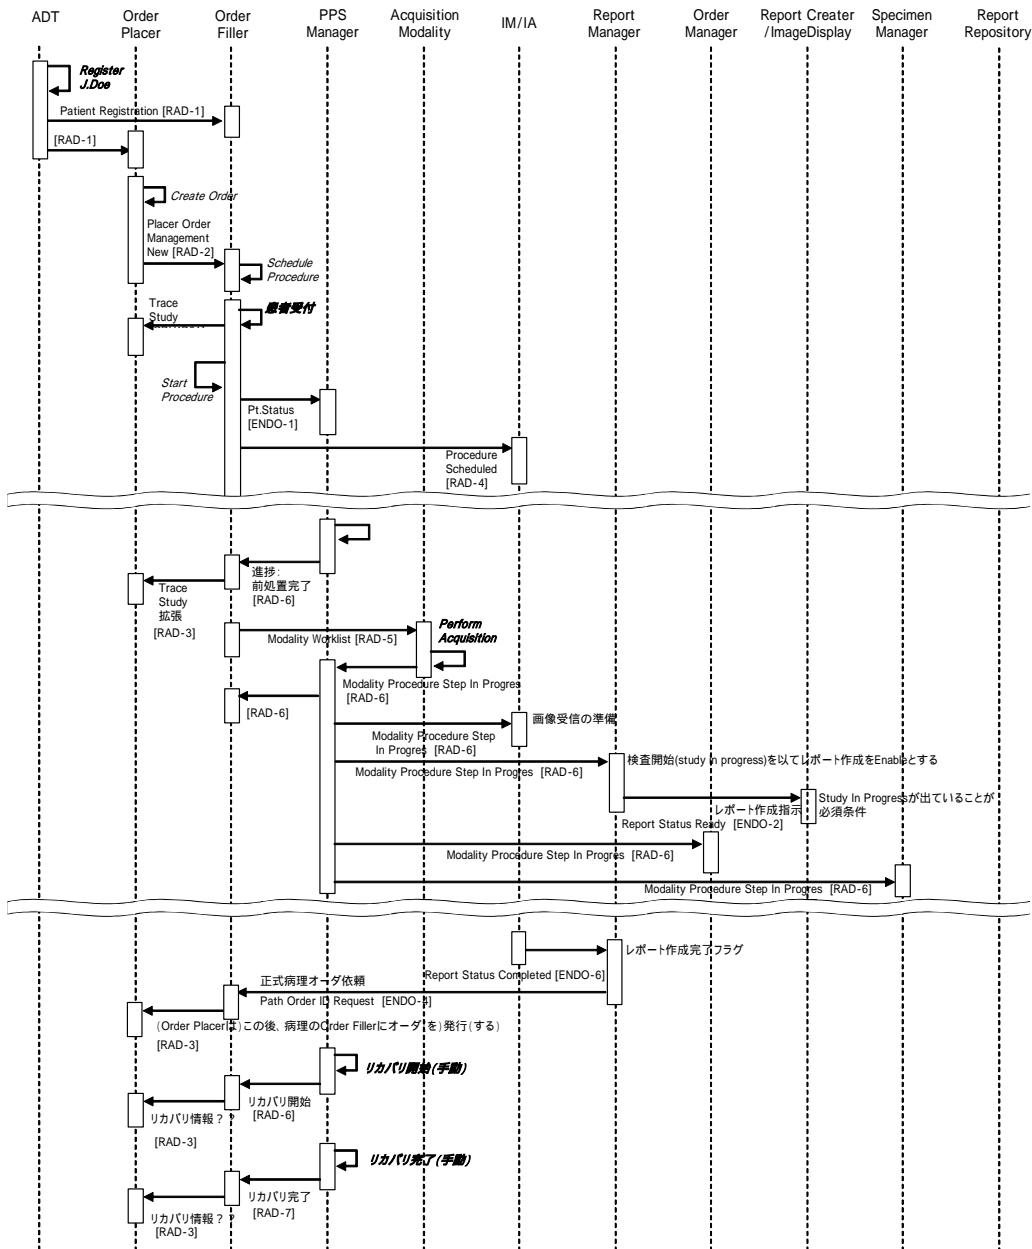 ADT
Order
Placer
Order
Filler
PPS
Manager
Acquisition
Modality
IM/IA
Report
Manager
Order
Manager
Report Creater
/ImageDisplay
Specimen
Manager
Report
Repository
Register
J.Doe
Patient Registration [RAD-1]
[RAD-1]
Create Order
Placer Order
Management
New [RAD-2]
Schedule
Procedure
患者受付
Trace
Study
Start
Procedure
Pt.Status
[ENDO-1]
Procedure
Scheduled
[RAD-4]
進捗:
前処置完了
[RAD-6]
Trace
Study
拡張
[RAD-3]
Modality Worklist [RAD-5]
Perform
Acquisition
Modality Procedure Step In Progres
[RAD-6]
[RAD-6]
画像受信の準備
Modality Procedure Step
In Progres [RAD-6]
Modality Procedure Step In Progres [RAD-6]
検査開始(study in progress)を以てレポート作成をEnableとする
レポート作成指示
Study In Progressが出ていることが
必須条件
Report Status Ready [ENDO-2]
Modality Procedure Step In Progres [RAD-6]
Modality Procedure Step In Progres [RAD-6]
レポート作成完了フラグ
Report Status Completed [ENDO-6]
正式病理オーダ依頼
Path Order ID Request [ENDO-4]
(Order Placerは)この後、病理のOrder Fillerにオーダ(を)発行(する)
[RAD-3]
リカバリ開始(手動)
リカバリ開始
[RAD-6]
リカバリ情報？？
[RAD-3]
リカバリ完了(手動)
リカバリ完了
[RAD-7]
リカバリ情報？？
[RAD-3]